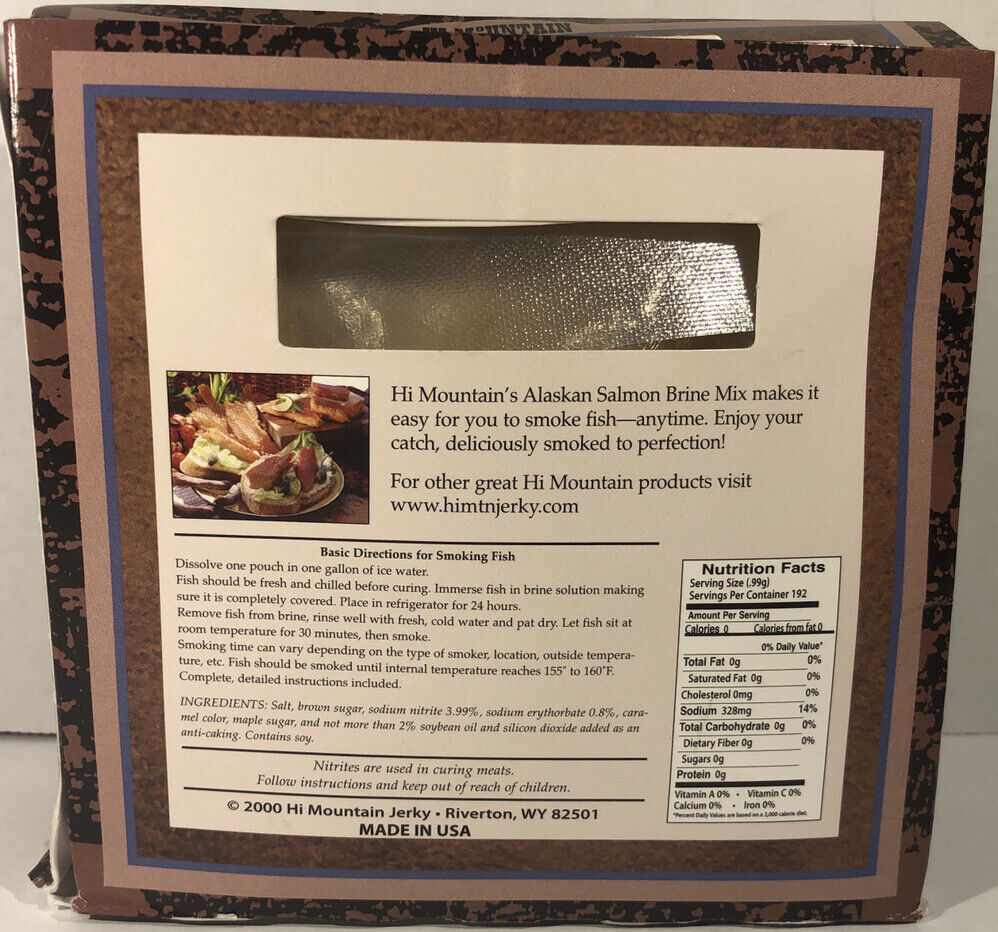 MOUNTAIN
Hi Mountain's Alaskan Salmon Brine Mix makes it
easy for you to smoke fish—anytime. Enjoy your
catch, deliciously smoked to perfection!
For other great Hi Mountain products visit
www.himtnjerky.com
Basic Directions for Smoking Fish
Dissolve one pouch in one gallon of ice water.
Fish should be fresh and chilled before curing. Immerse fish in brine solution making
sure it is completely covered. Place in refrigerator for 24 hours.
Remove fish from brine, rinse well with fresh, cold water and pat dry. Let fish sit at
room temperature for 30 minutes, then smoke.
Smoking time can vary depending on the type of smoker, location, outside tempera-
ture, etc. Fish should be smoked until internal temperature reaches 155° to 160°F.
Complete, detailed instructions included.
INGREDIENTS: Salt, brown sugar, sodium nitrite 3.99%, sodium erythorbate 0.8%, cara-
mel color, maple sugar, and not more than 2% soybean oil and silicon dioxide added as an
anti-caking. Contains soy.
Nitrites are used in curing meats.
Follow instructions and keep out of reach of children.
© 2000 Hi Mountain Jerky • Riverton, WY 82501
MADE IN USA
Nutrition Facts
Serving Size (.99g)
Servings Per Container 192
Amount Per Serving
Calories 0 Calories from fat 0
0% Daily Value*
Total Fat 0g 0%
Saturated Fat 0g 0%
Cholesterol 0mg 0%
Sodium 328mg 14%
Total Carbohydrate 0g 0%
Dietary Fiber 0g 0%
Sugars 0g
Protein 0g
Vitamin A 0% • Vitamin C 0%
Calcium 0% • Iron 0%
*Percent Daily Values are based on a 2,000 calorie diet.